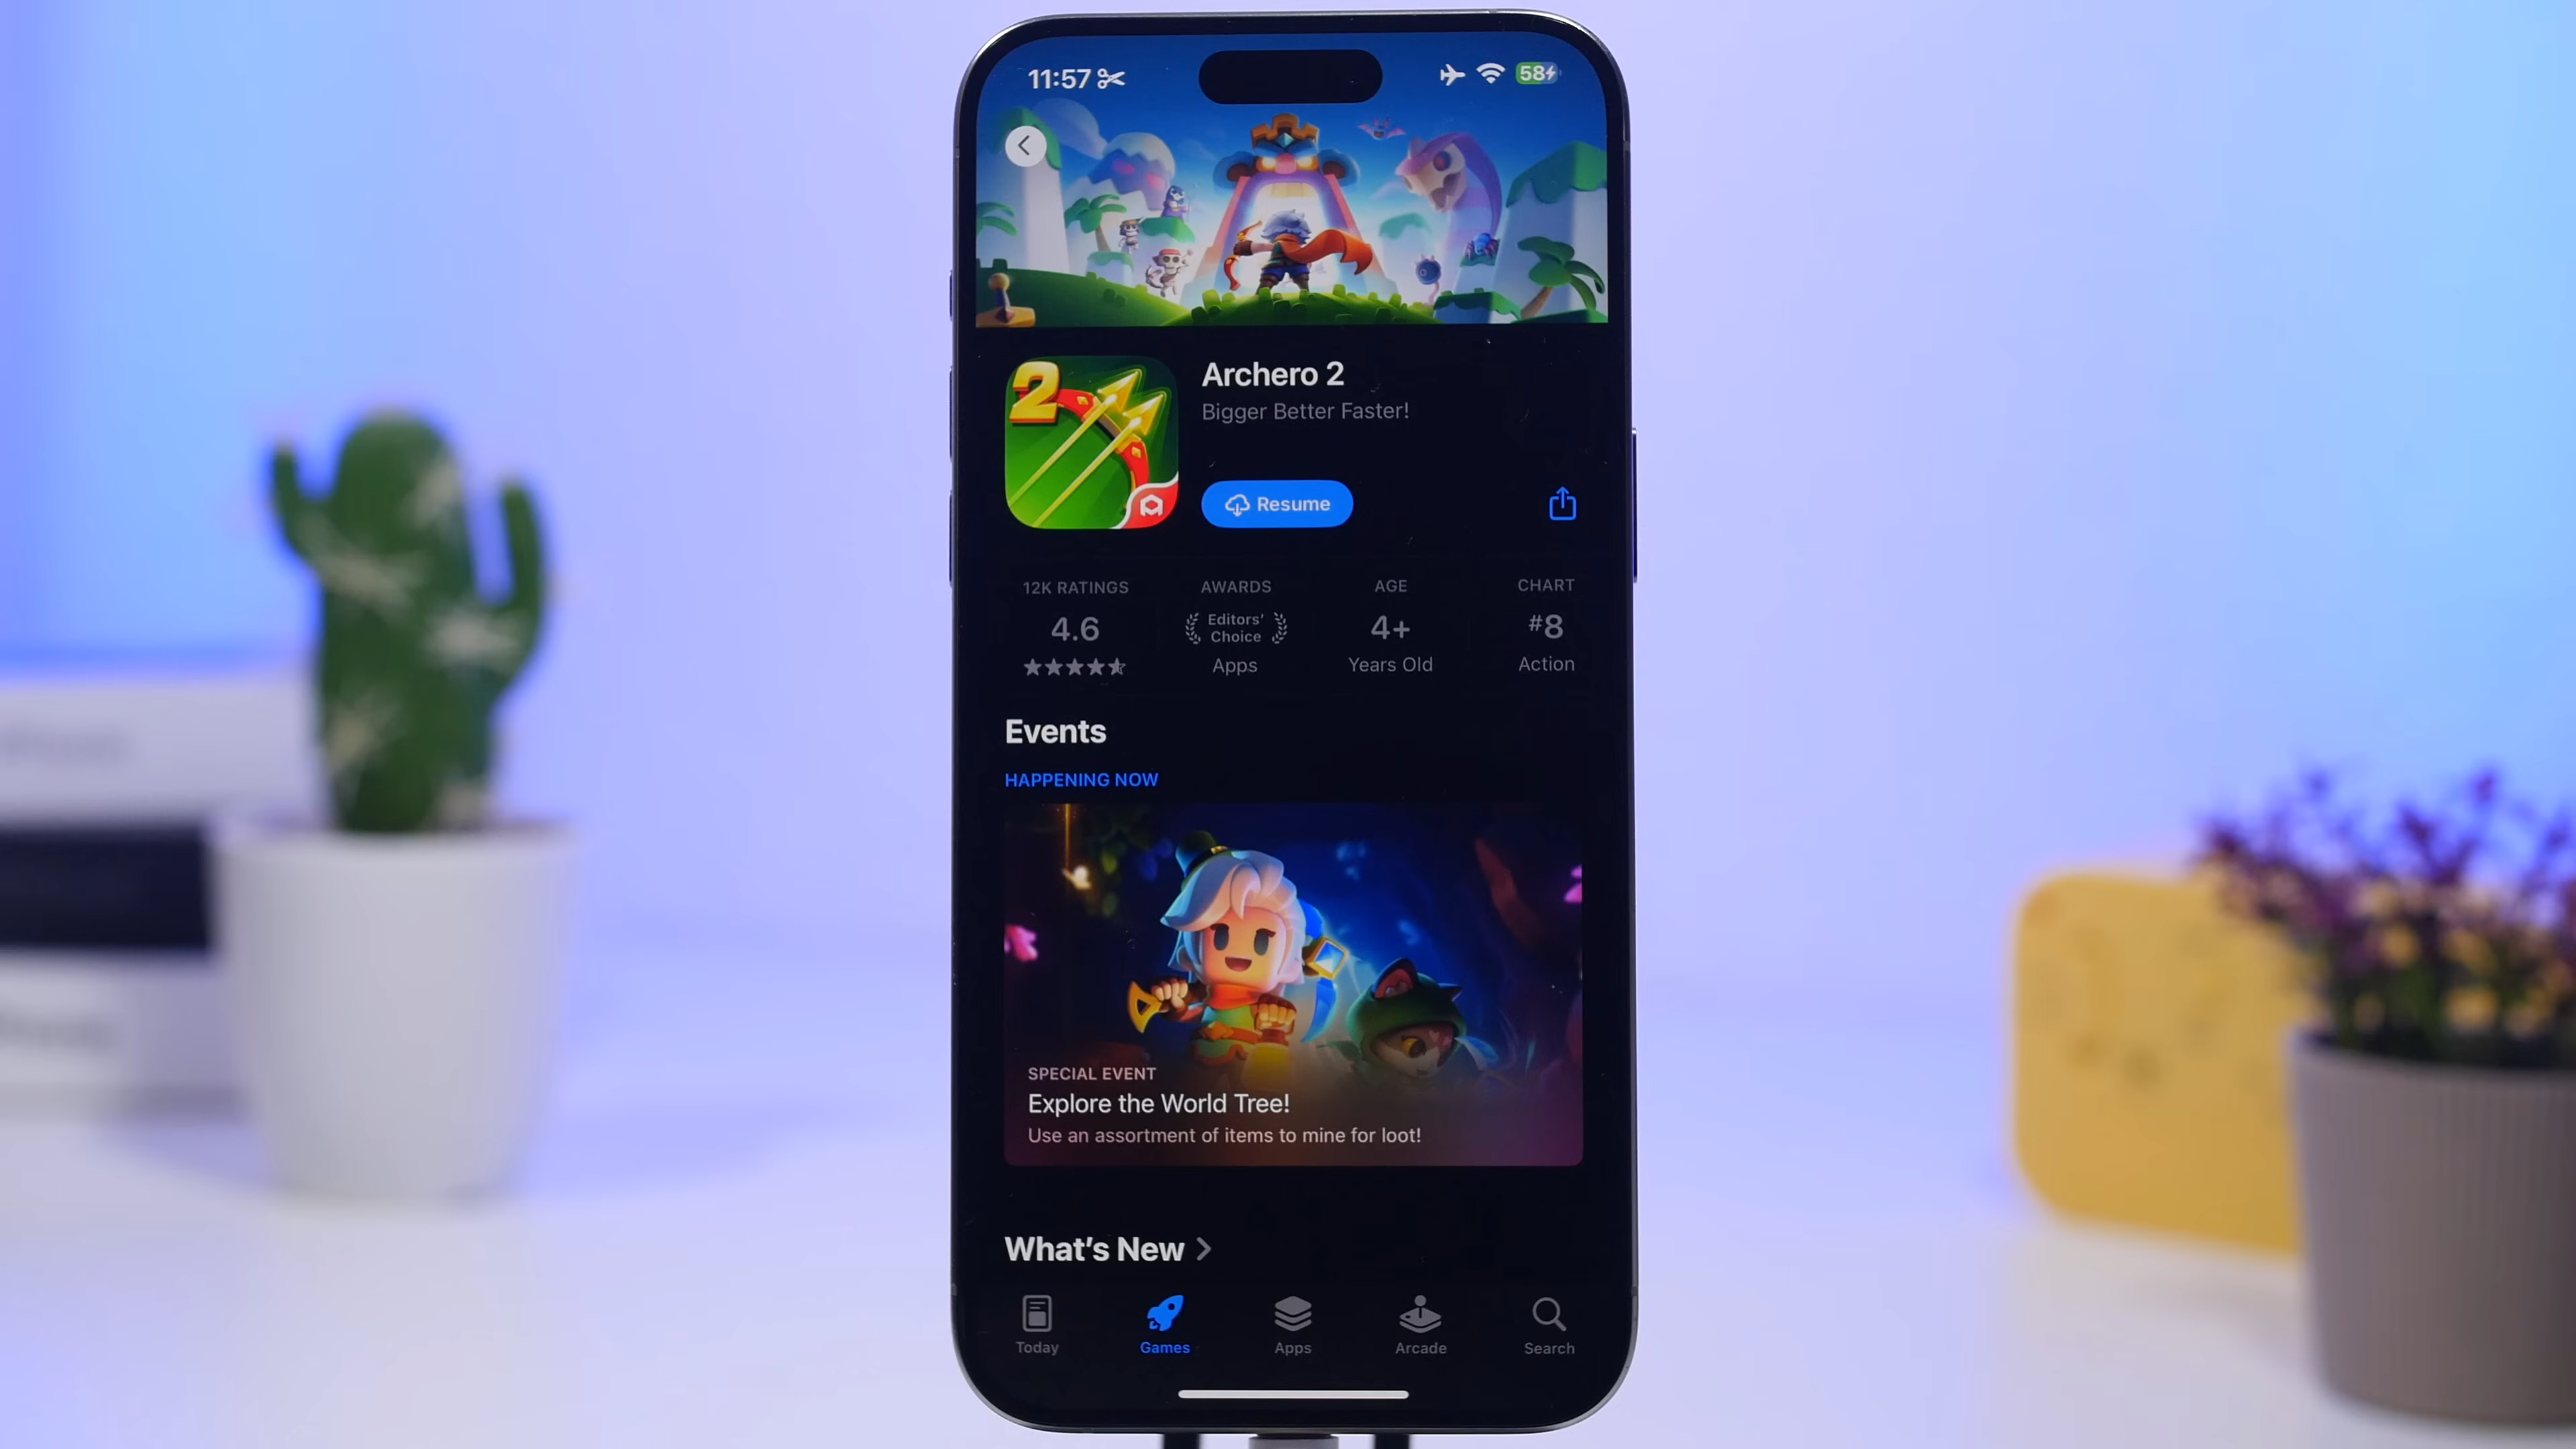 11:57
58
Archero 2
Bigger Better Faster!
2
Resume
12K RATINGS
4.6
AWARDS
Editors'
Choice
Apps
AGE
4+
Years Old
CHART
#8
Action
Events
HAPPENING NOW
SPECIAL EVENT
Explore the World Tree!
Use an assortment of items to mine for loot!
What's New
Today
Games
Apps
Arcade
Search